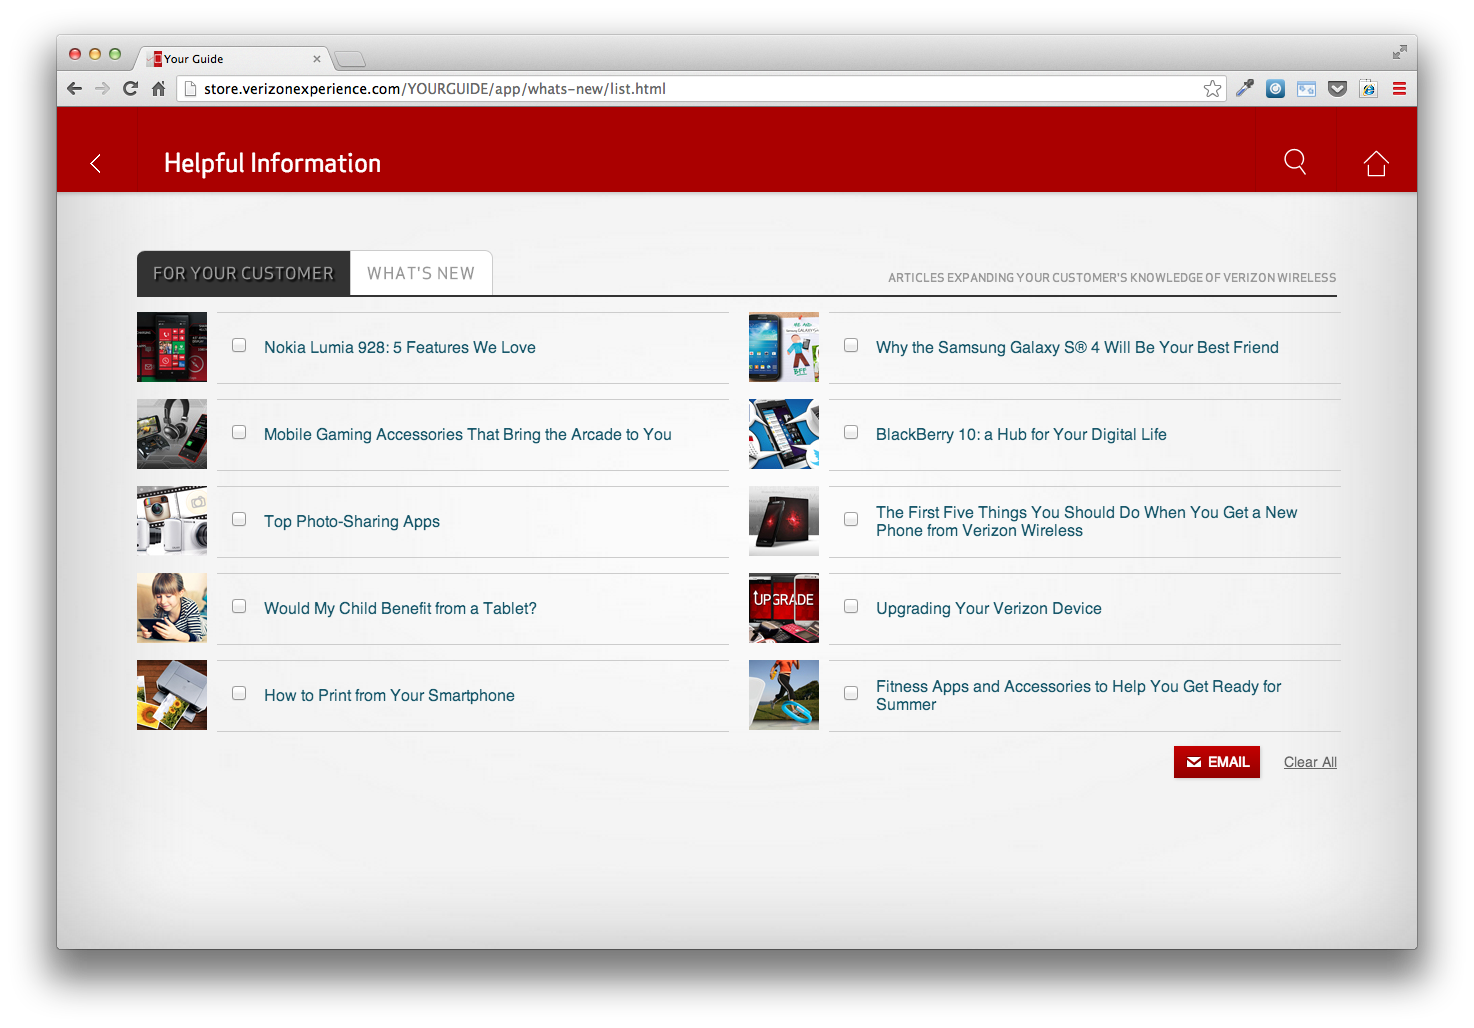 Your Guide
store.verizonexperience.com/YOURGUIDE/app/whats-new/list.html
Helpful Information
FOR YOUR CUSTOMER
WHAT'S NEW
ARTICLES EXPANDING YOUR CUSTOMER'S KNOWLEDGE OF VERIZON WIRELESS
Nokia Lumia 928: 5 Features We Love
Why the Samsung Galaxy S® 4 Will Be Your Best Friend
Mobile Gaming Accessories That Bring the Arcade to You
BlackBerry 10: a Hub for Your Digital Life
Top Photo-Sharing Apps
The First Five Things You Should Do When You Get a New
Phone from Verizon Wireless
Would My Child Benefit from a Tablet?
UPGRADE
Upgrading Your Verizon Device
How to Print from Your Smartphone
Fitness Apps and Accessories to Help You Get Ready for
Summer
EMAIL
Clear All